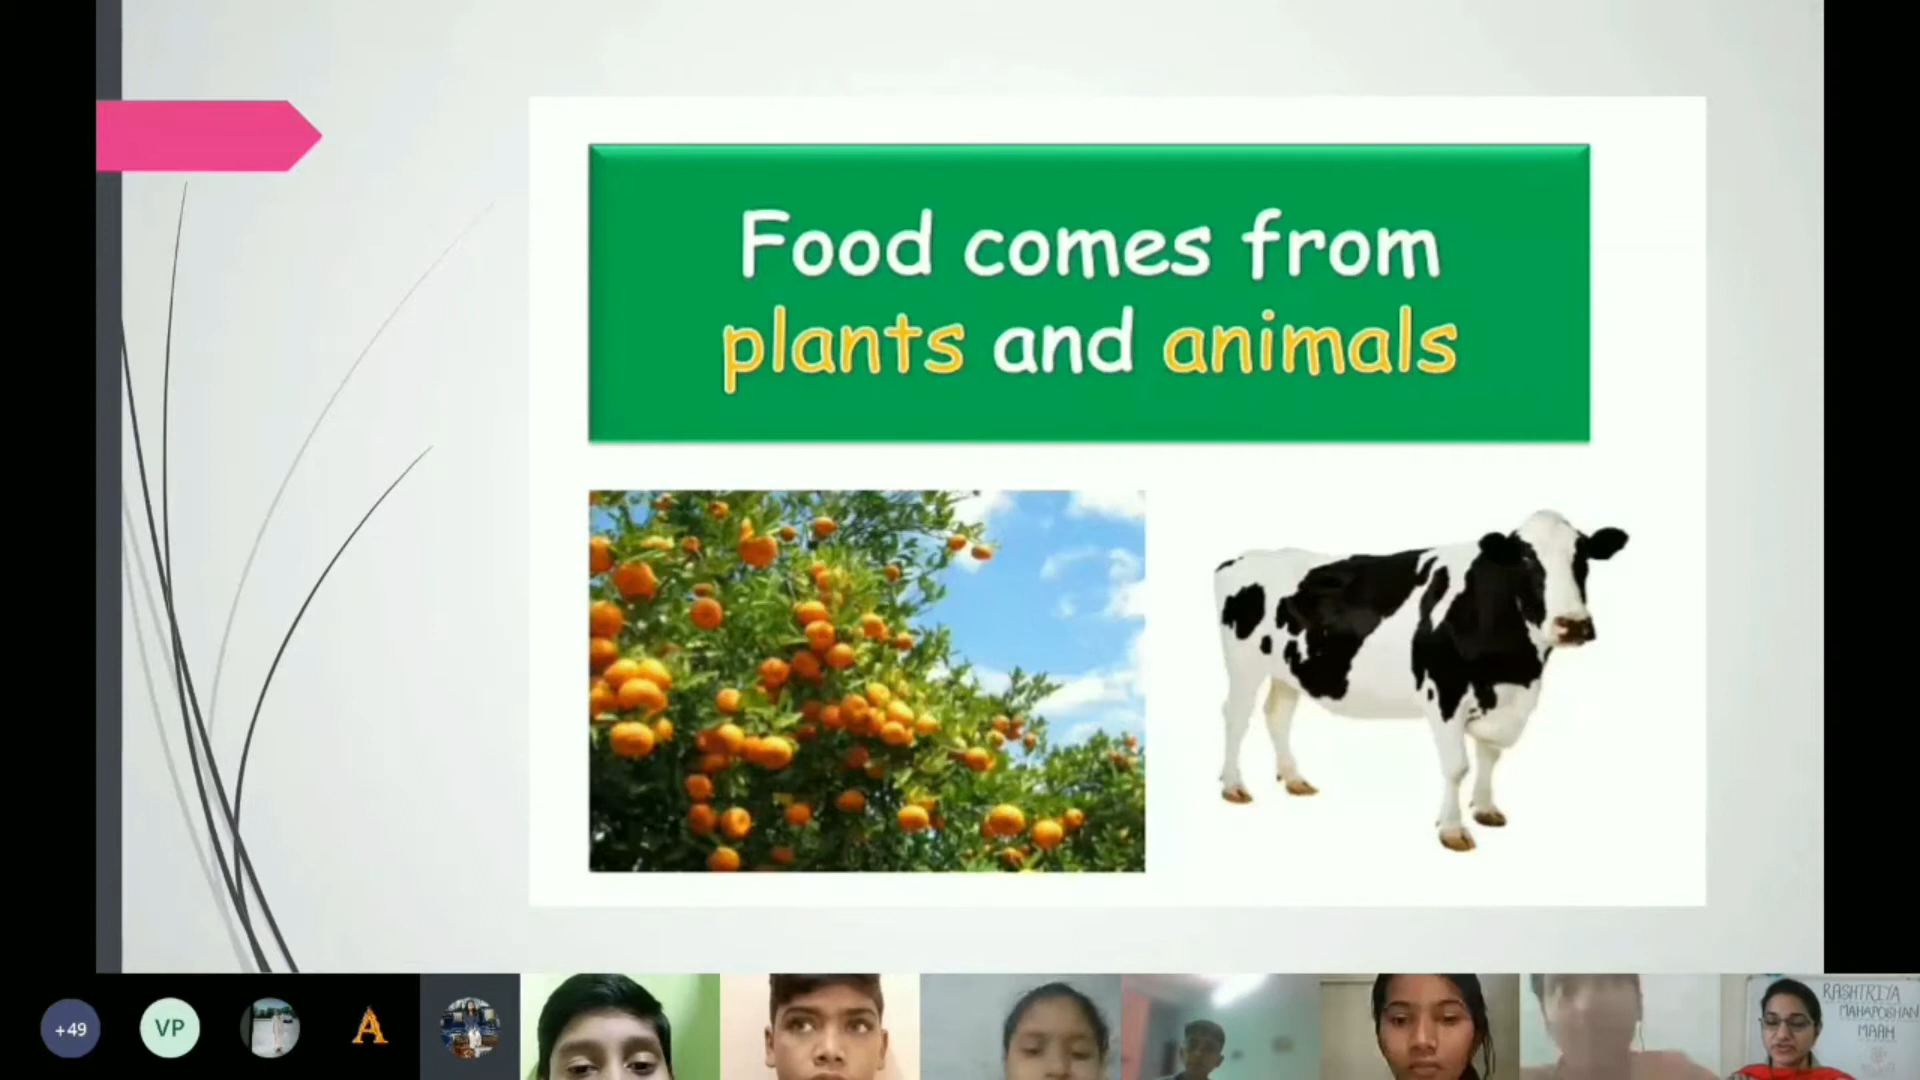 Food comes from
plants and animals
+49
VP
A
RASHTRIYA
MAHAPOSHAN
MAAH